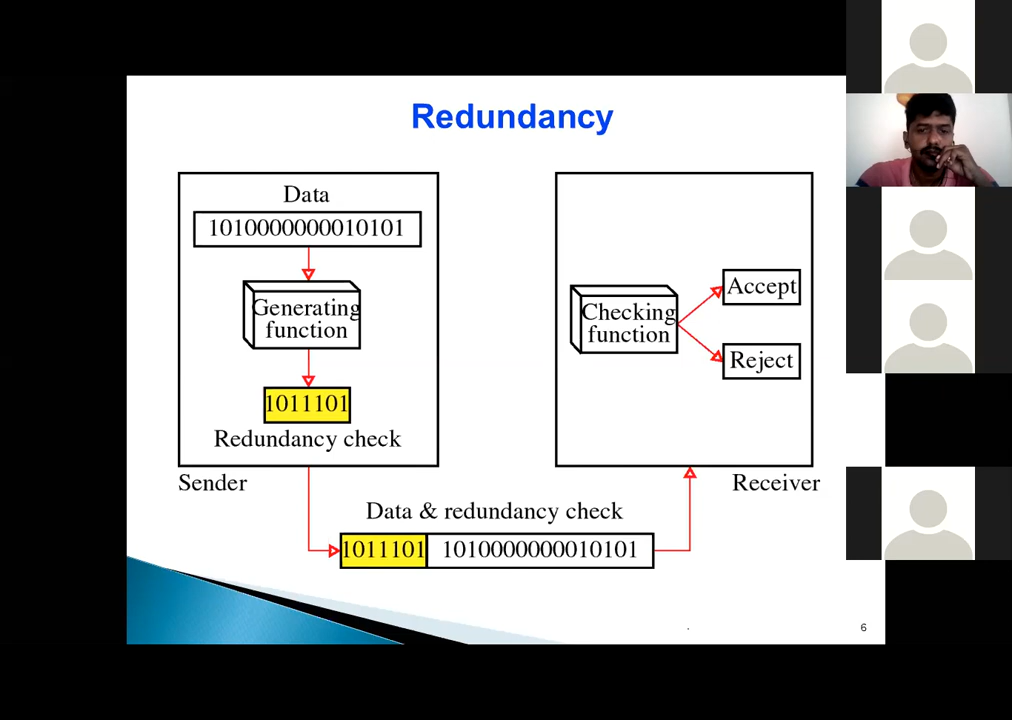 Redundancy
Data
1010000000010101
Generating
function
1011101
Redundancy check
Sender
Checking
function
Accept
Reject
Receiver
Data & redundancy check
1011101 1010000000010101
6